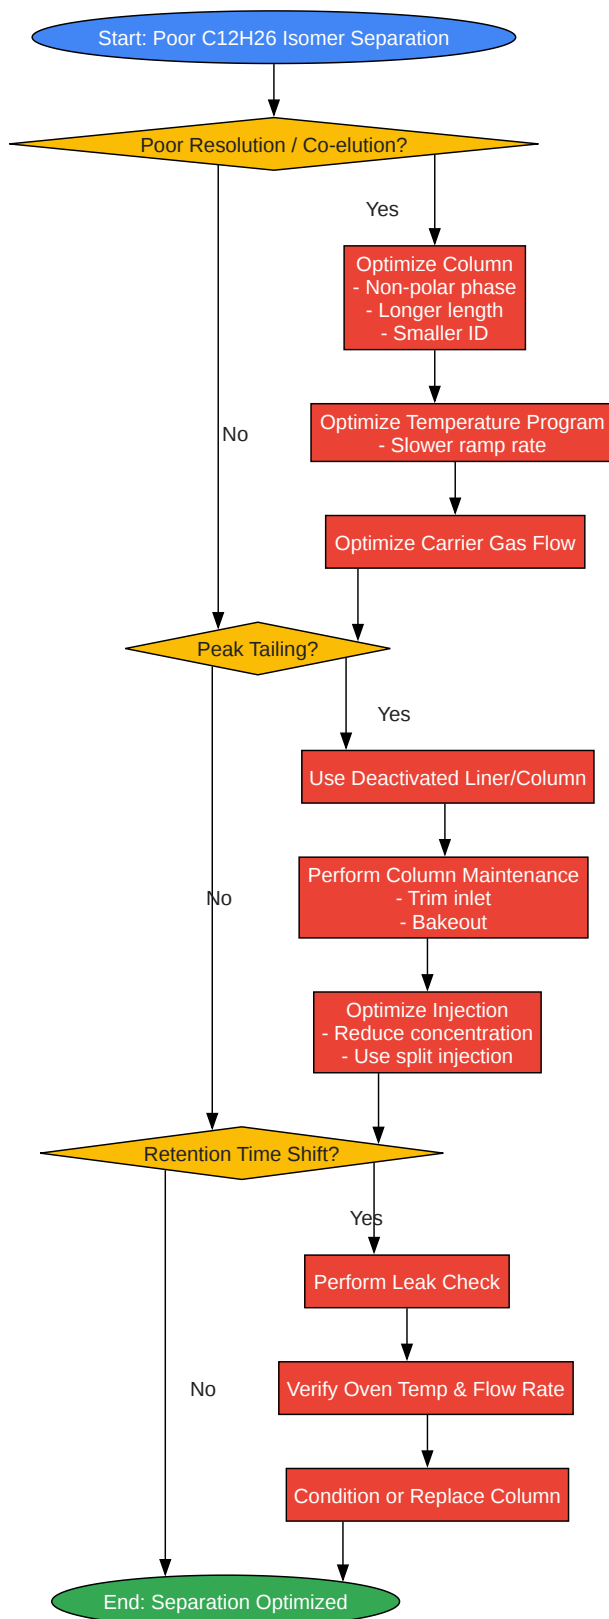 Start: Poor C12H26 Isomer Separation
Poor Resolution / Co-elution?
Yes
Optimize Column
- Non-polar phase
- Longer length
- Smaller ID
Optimize Temperature Program
- Slower ramp rate
No
Optimize Carrier Gas Flow
Peak Tailing?
Yes
Use Deactivated Liner/Column
Perform Column Maintenance
- Trim inlet
- Bakeout
No
Optimize Injection
- Reduce concentration
- Use split injection
Retention Time Shift?
Yes
Perform Leak Check
Verify Oven Temp & Flow Rate
No
Condition or Replace Column
End: Separation Optimized